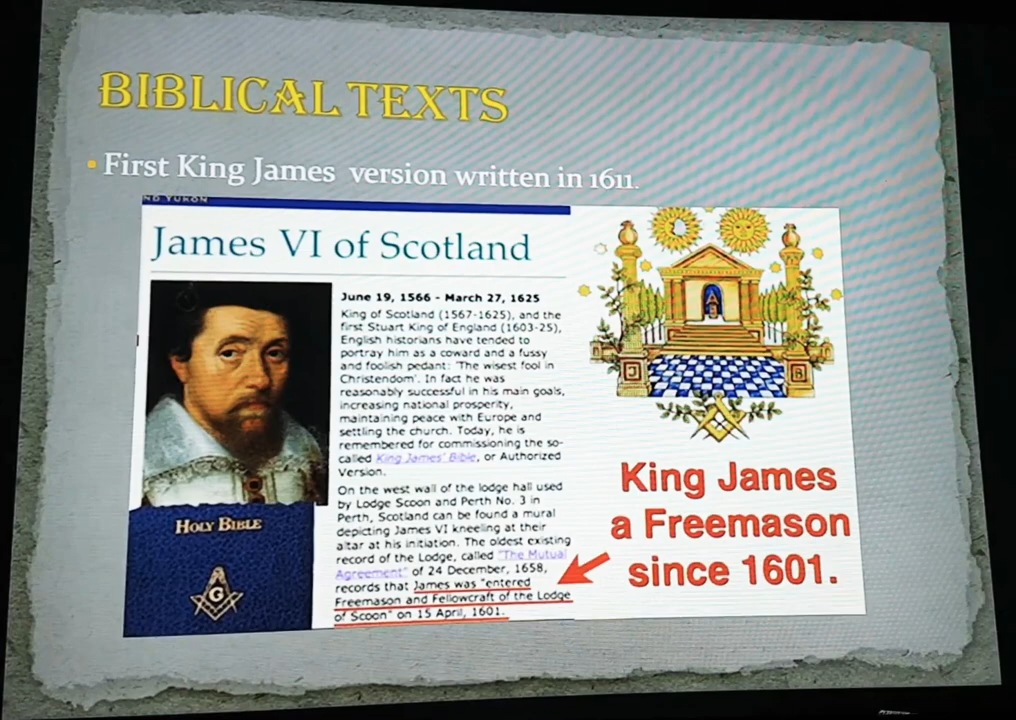 BIBLICAL TEXTS
First King James version written in 1611.
ND YUKON
James VI of Scotland
June 19, 1566 - March 27, 1625
King of Scotland (1567-1625), and the
first Stuart King of England (1603-25),
English historians have tended to
portray him as a coward and a fussy
and foolish pedant: 'The wisest fool in
Christendom'. In fact he was
reasonably successful in his main goals,
increasing national prosperity,
maintaining peace with Europe and
settling the church. Today, he is
remembered for commissioning the so-
called King James' Bible, or Authorized
Version.
On the west wall of the lodge hall used
by Lodge Scoon and Perth No. 3 in
Perth, Scotland can be found a mural
depicting James VI kneeling at their
altar at his initiation. The oldest existing
record of the Lodge, called "The Mutual
Agreement" of 24 December, 1658,
records that James was "entered
Freemason and Fellowcraft of the Lodge
of Scoon" on 15 April, 1601.
HOLY BIBLE
G
J
B
King James
a Freemason
since 1601.